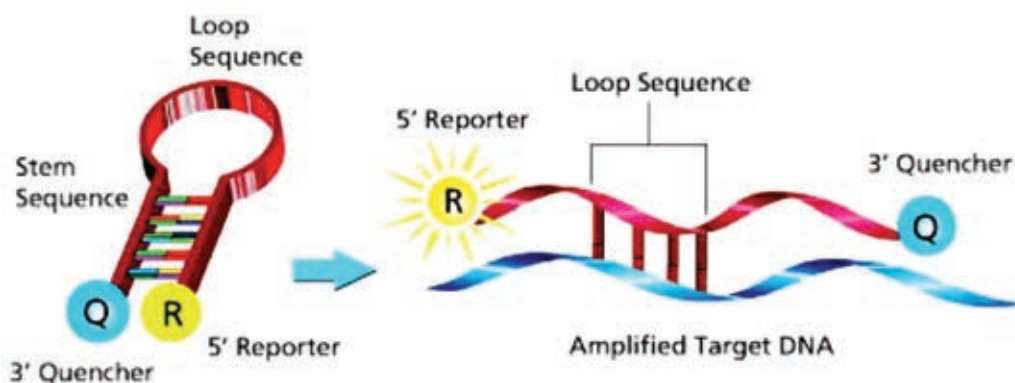 Loop
Sequence
Stem
Sequence
Q
R
3' Quencher
5' Reporter
Loop Sequence
5' Reporter
R
3' Quencher
Q
Amplified Target DNA